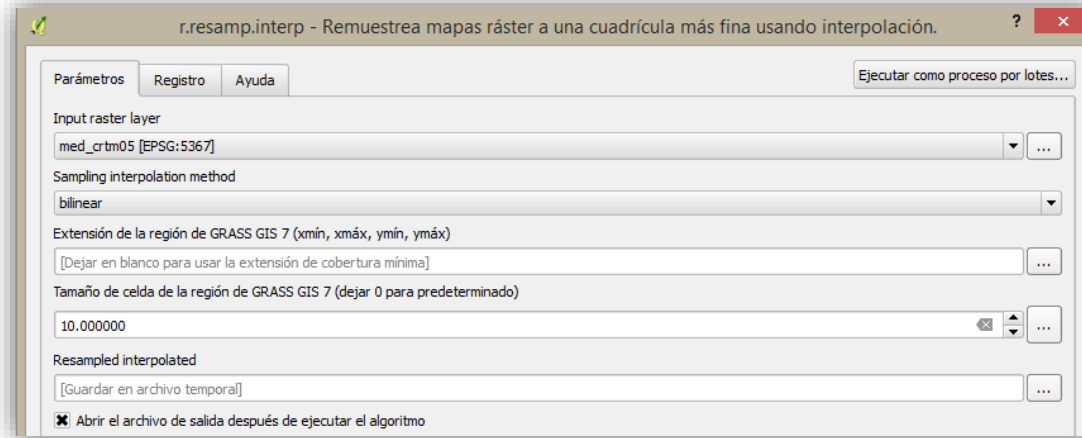 r.resamp.interp - Remuestrea mapas ráster a una cuadrícula más fina usando interpolación.
?
×
Parámetros
Registro
Ayuda
Ejecutar como proceso por lotes...
Input raster layer
med_crtm05 [EPSG:5367]
...
Sampling interpolation method
bilinear
Extensión de la región de GRASS GIS 7 (xmín, xmáx, ymín, ymáx)
[Dejar en blanco para usar la extensión de cobertura mínima]
...
Tamaño de celda de la región de GRASS GIS 7 (dejar 0 para predeterminado)
10.000000
...
Resampled interpolated
[Guardar en archivo temporal]
...
Abrir el archivo de salida después de ejecutar el algoritmo